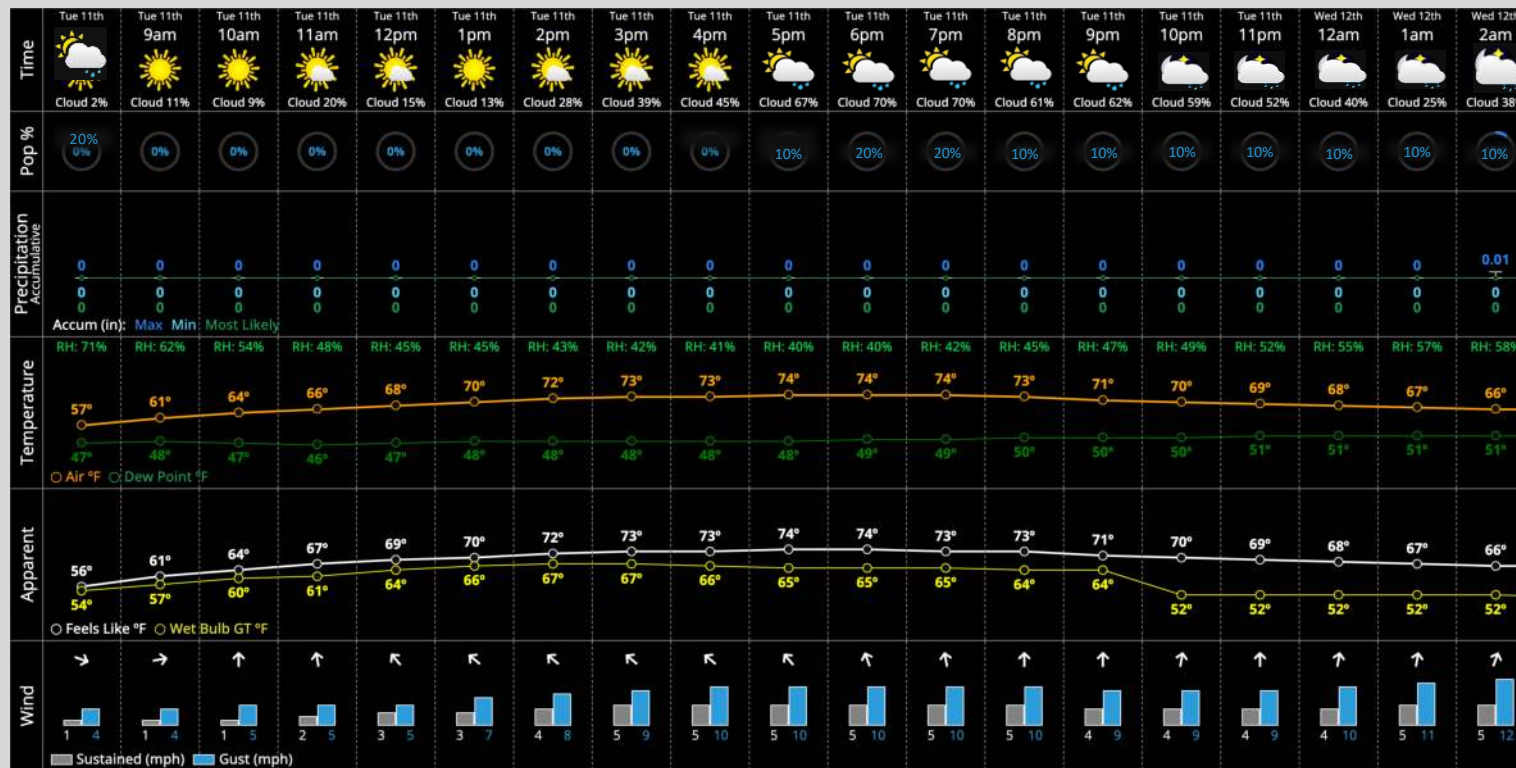 Time
Tue 11th Tue 11th Tue 11th Tue 11th Tue 11th Tue 11th Tue 11th Tue 11th Tue 11th Tue 11th Tue 11th Tue 11th Tue 11th Tue 11th Tue 11th Tue 11th Wed 12th Wed 12th Wed 12th
9am 10am 11am 12pm 1pm 2pm 3pm 4pm 5pm 6pm 7pm 8pm 9pm 10pm 11pm 12am 1am 2am
Cloud 2% Cloud 11% Cloud 9% Cloud 20% Cloud 15% Cloud 13% Cloud 28% Cloud 39% Cloud 45% Cloud 67% Cloud 70% Cloud 70% Cloud 61% Cloud 62% Cloud 59% Cloud 52% Cloud 40% Cloud 25% Cloud 38%
Pop %
20%
0% 0% 0% 0% 0% 0% 0% 0% 0% 10% 20% 20% 10% 10% 10% 10% 10% 10% 10%
Precipitation
Accumulative
0 0 0 0 0 0 0 0 0 0 0 0 0 0 0 0 0 0 0.01
0 0 0 0 0 0 0 0 0 0 0 0 0 0 0 0 0 0 0
0 0 0 0 0 0 0 0 0 0 0 0 0 0 0 0 0 0 0
Accum (in): Max Min Most Likely
Temperature
RH: 71% RH: 62% RH: 54% RH: 48% RH: 45% RH: 45% RH: 43% RH: 42% RH: 41% RH: 40% RH: 40% RH: 42% RH: 45% RH: 47% RH: 49% RH: 52% RH: 55% RH: 57% RH: 58%
57° 61° 64° 66° 68° 70° 72° 73° 73° 74° 74° 74° 73° 71° 70° 69° 68° 67° 66°
47° 48° 47° 46° 47° 48° 48° 48° 48° 48° 49° 49° 50° 50° 50° 51° 51° 51° 51°
Air °F Dew Point °F
Apparent
56° 61° 64° 67° 69° 70° 72° 73° 73° 74° 74° 73° 73° 71° 70° 69° 68° 67° 66°
54° 57° 60° 61° 64° 66° 67° 67° 66° 65° 65° 65° 64° 64° 52° 52° 52° 52° 52°
Feels Like °F Wet Bulb GT °F
Wind
1 4 1 4 1 5 2 5 3 5 3 7 4 8 5 9 5 10 5 10 5 10 5 10 5 10 4 9 4 9 4 9 4 10 5 11 5 12
Sustained (mph) Gust (mph)